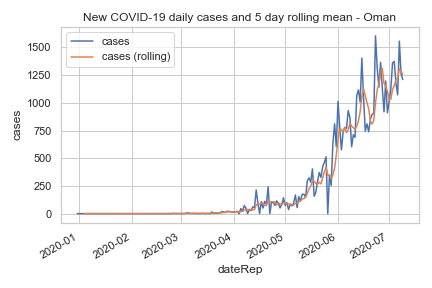 New COVID-19 daily cases and 5 day rolling mean - Oman
cases
cases (rolling)
1500
1250
1000
750
500
250
0
cases
2020-01
2020-02
2020-03
2020-04
2020-05
2020-06
2020-07
dateRep